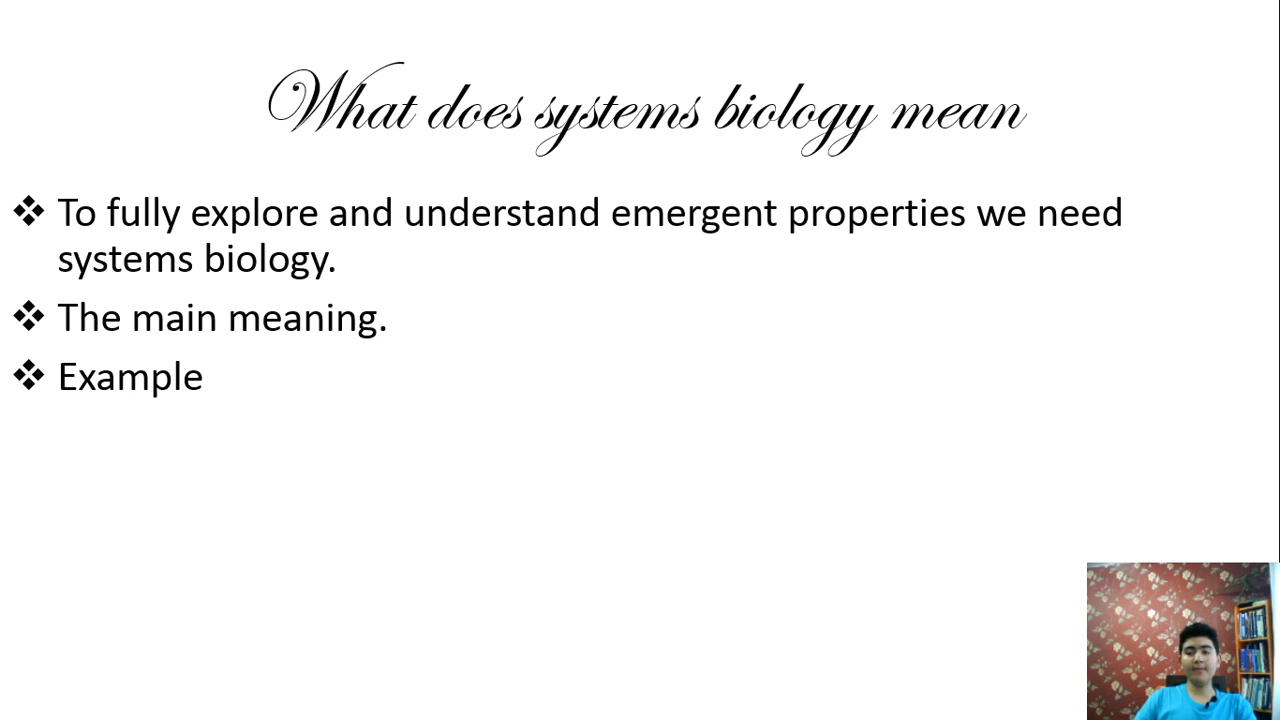 What does systems biology mean
❖ To fully explore and understand emergent properties we need
systems biology.
❖ The main meaning.
❖ Example